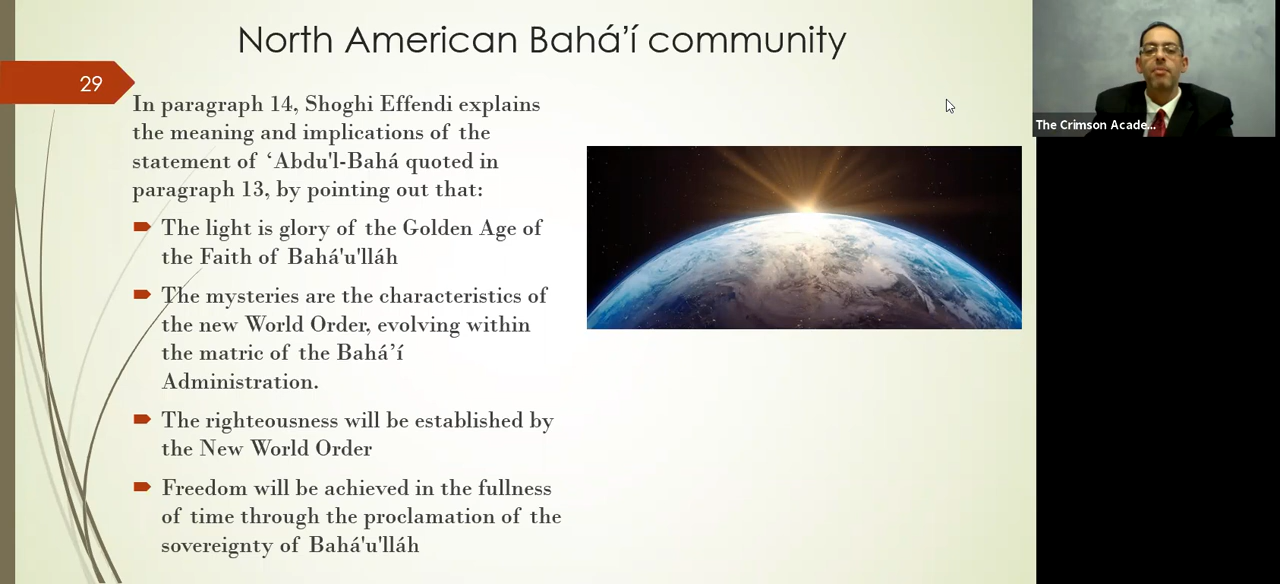 North American Bahá’í community
29
In paragraph 14, Shoghi Effendi explains
the meaning and implications of the
statement of ‘Abdu'l-Bahá quoted in
paragraph 13, by pointing out that:
The light is glory of the Golden Age of
the Faith of Bahá'u'lláh
The mysteries are the characteristics of
the new World Order, evolving within
the matric of the Bahá’í
Administration.
The righteousness will be established by
the New World Order
Freedom will be achieved in the fullness
of time through the proclamation of the
sovereignty of Bahá'u'lláh
The Crimson Acade...